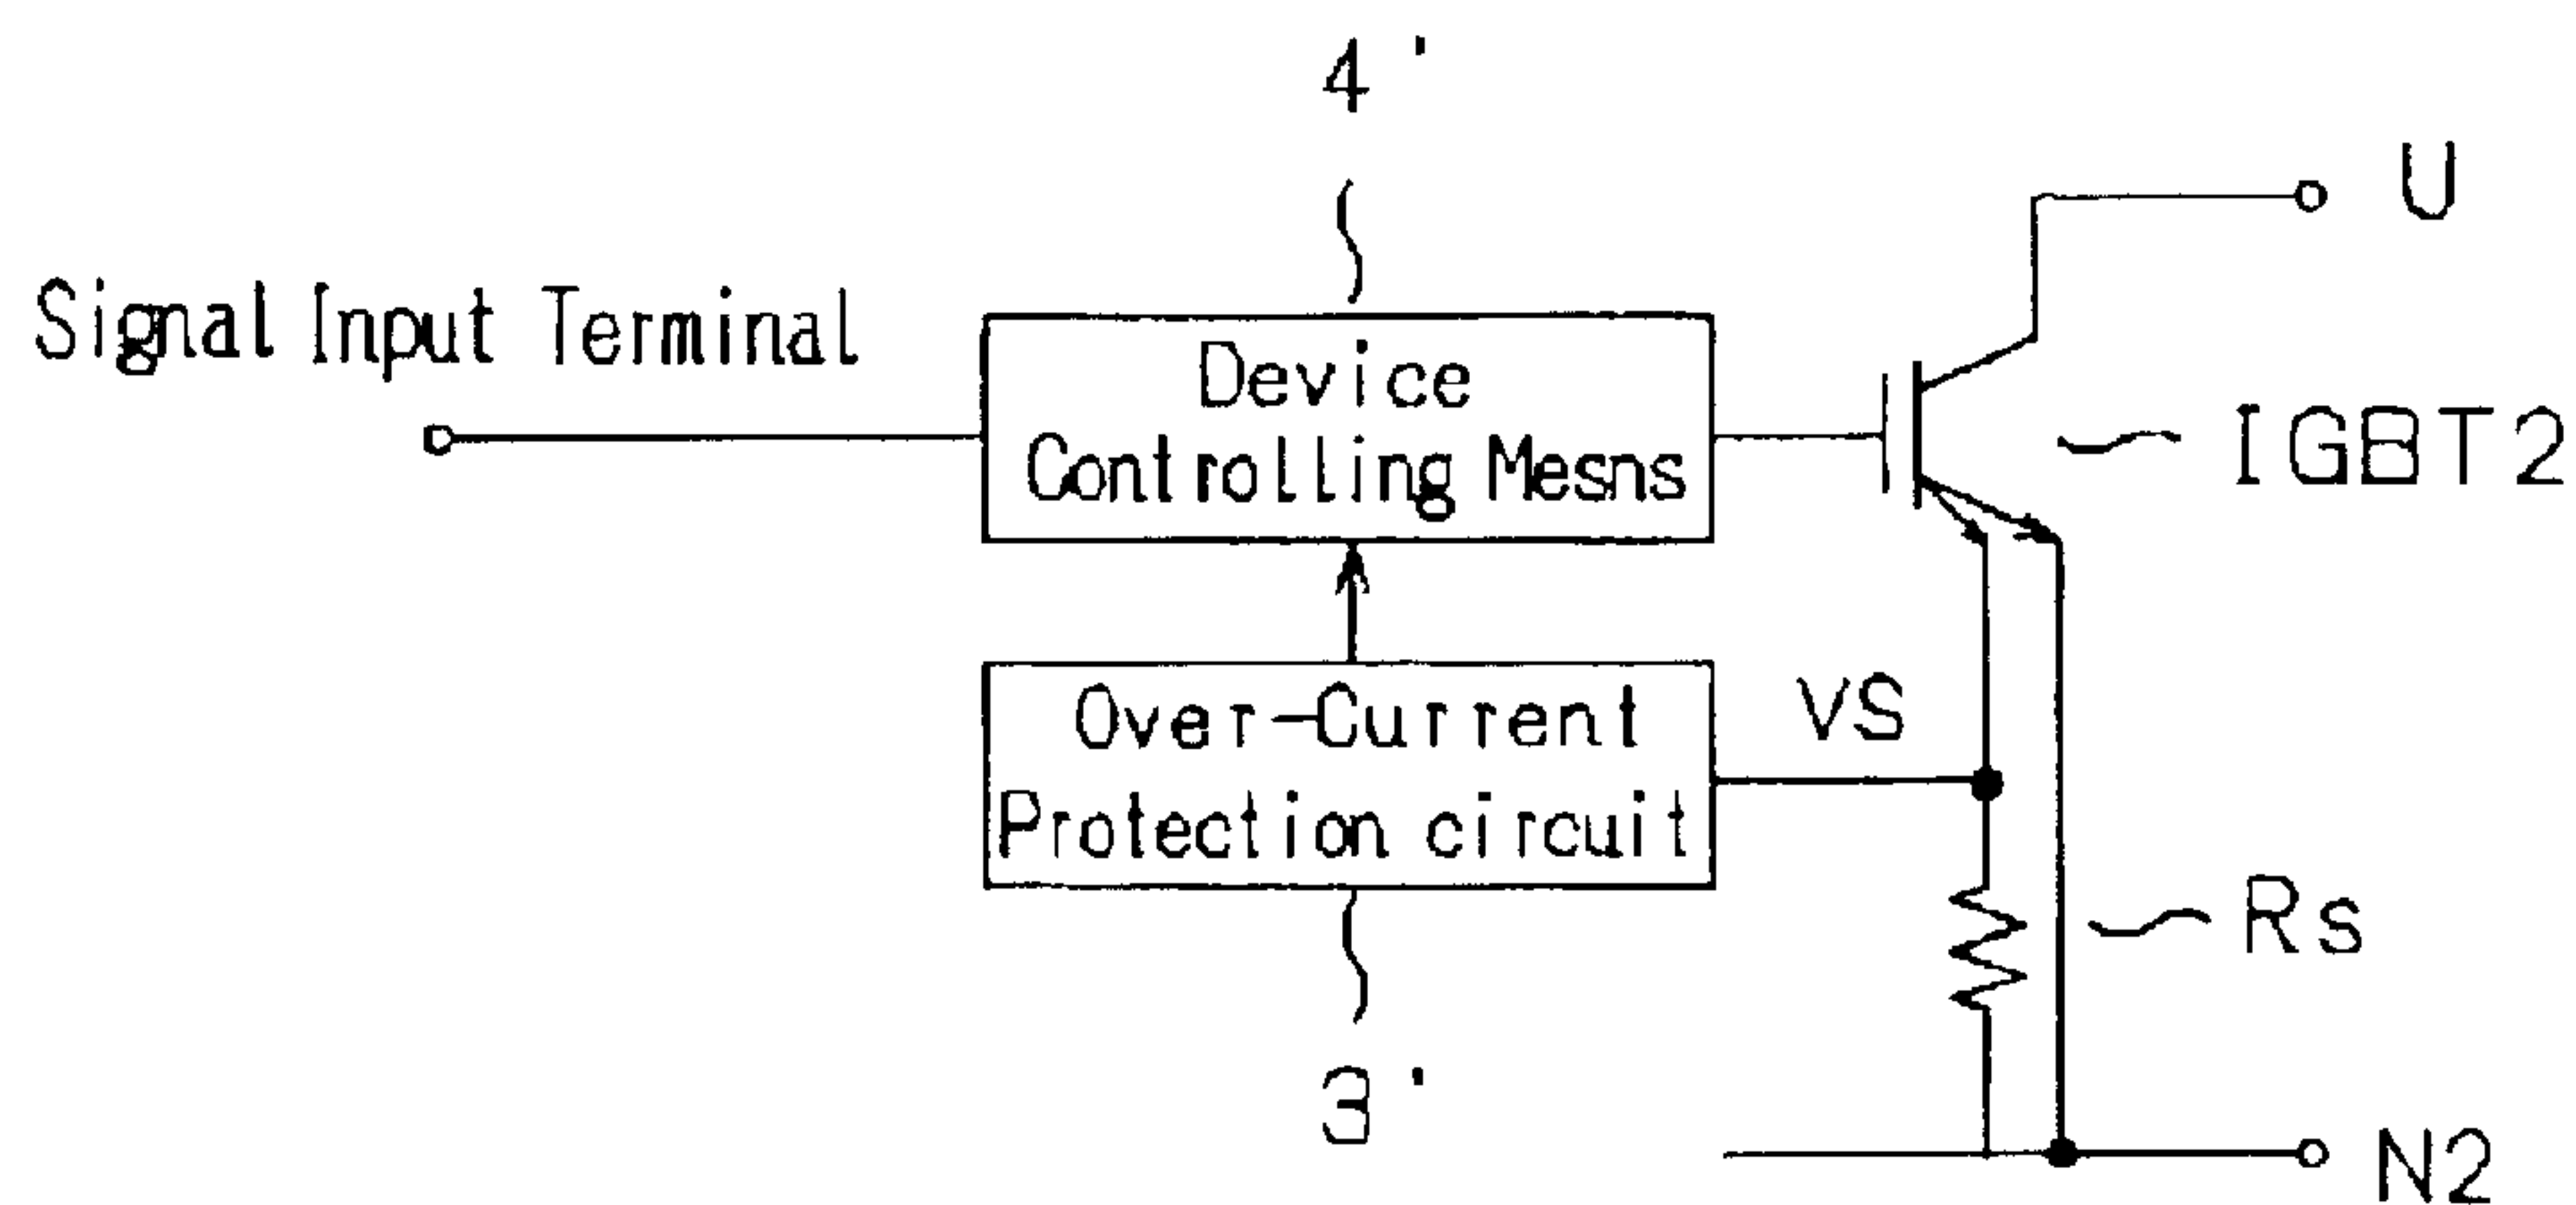 4'
U
Signal Input Terminal
Device
Controlling Mesns
IGBT2
Over-Current
Protection circuit
VS
Rs
3'
N2